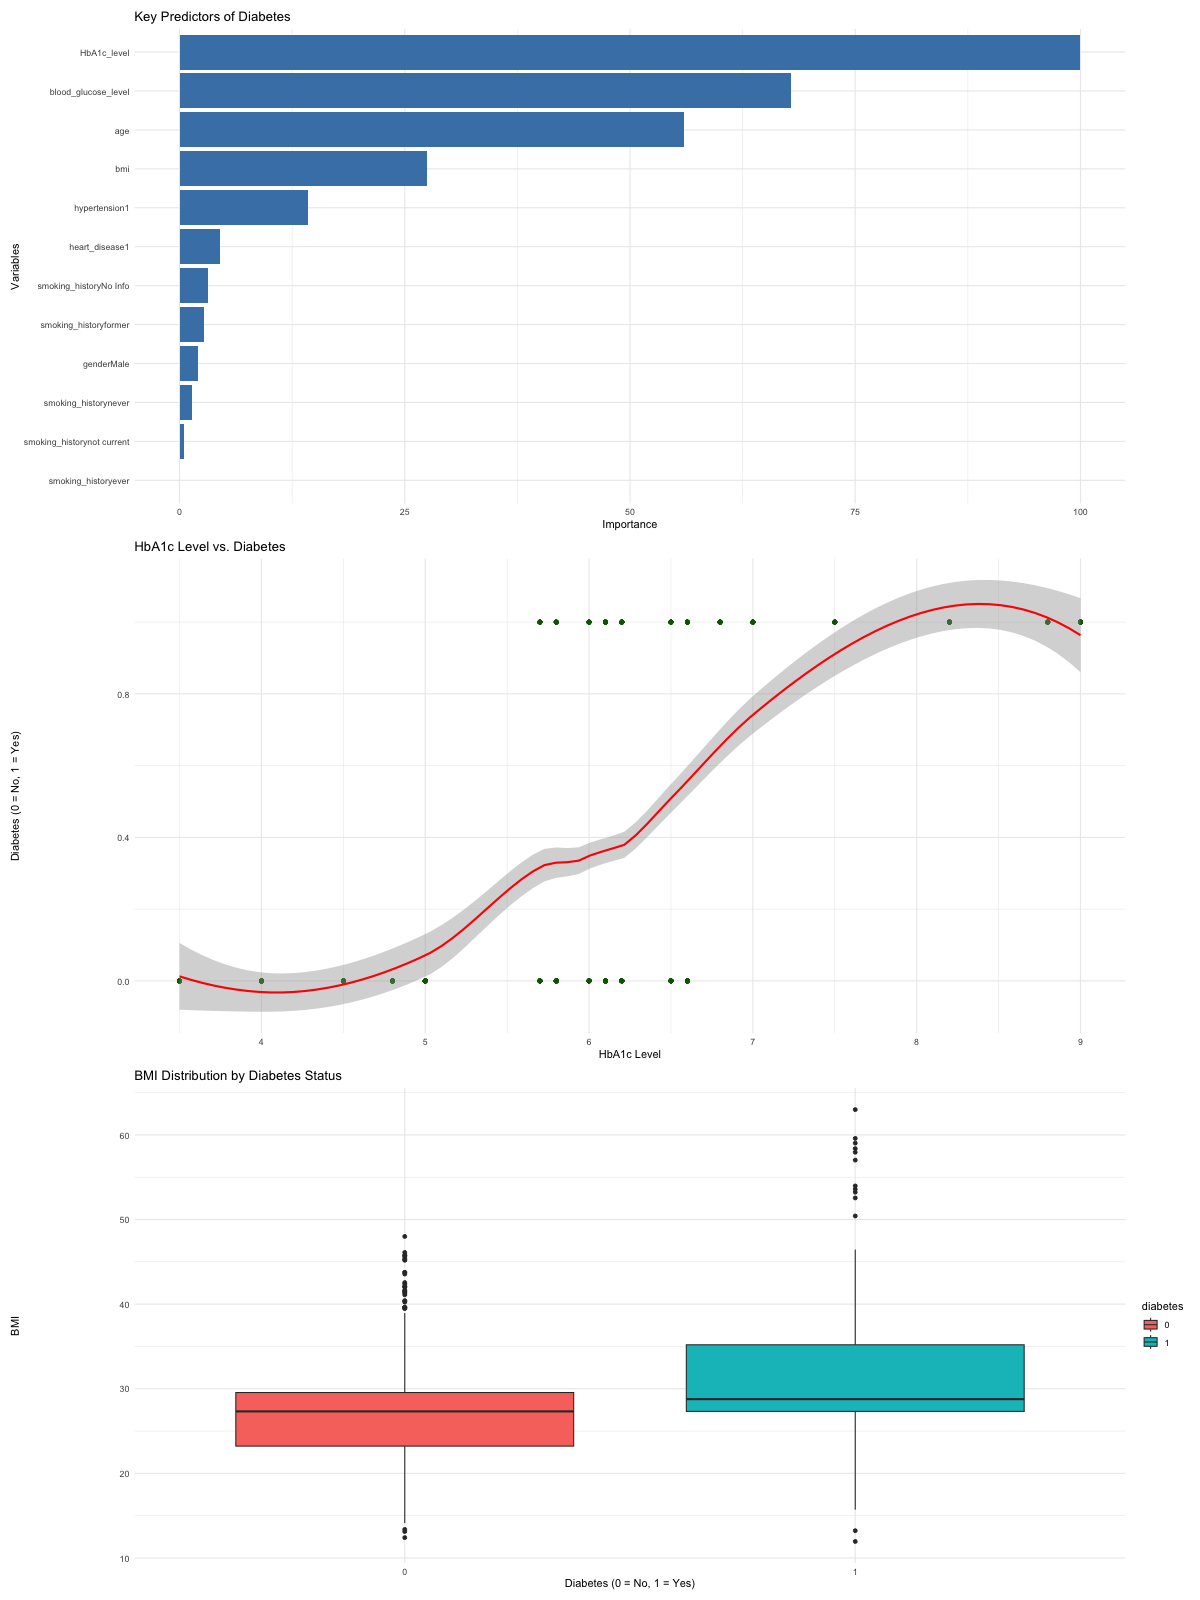 Key Predictors of Diabetes
Variables
HbA1c_level
blood_glucose_level
age
bmi
hypertension1
heart_disease1
smoking_historyNo Info
smoking_historyformer
genderMale
smoking_historynever
smoking_historynot current
smoking_historyever
0 25 50 75 100
Importance
HbA1c Level vs. Diabetes
Diabetes (0 = No, 1 = Yes)
0.8
0.4
0.0
4 5 6 7 8 9
HbA1c Level
BMI Distribution by Diabetes Status
BMI
60
50
40
30
20
10
0 1
Diabetes (0 = No, 1 = Yes)
diabetes
0
1